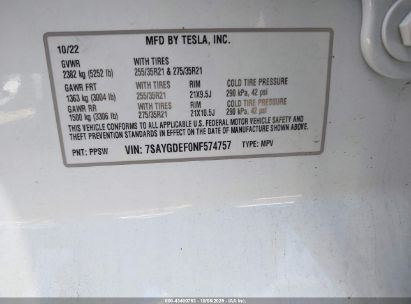 MFD BY TESLA, INC.
10/22
GVWR WITH TIRES
2382 kg (5252 lb) 255/35R21 & 275/35R21
GAWR FRT WITH TIRES RIM COLD TIRE PRESSURE
1363 kg (3004 lb) 255/35R21 21X9.5J 290 kPa, 42 psi
GAWR RR WITH TIRES RIM COLD TIRE PRESSURE
1500 kg (3306 lb) 275/35R21 21X10.5J 290 kPa, 42 psi
THIS VEHICLE CONFORMS TO ALL APPLICABLE FEDERAL MOTOR VEHICLE SAFETY AND
THEFT PREVENTION STANDARDS IN EFFECT ON THE DATE OF MANUFACTURE SHOWN ABOVE.
PNT: PPSW VIN: 7SAYGDEF0NF574757 TYPE: MPV